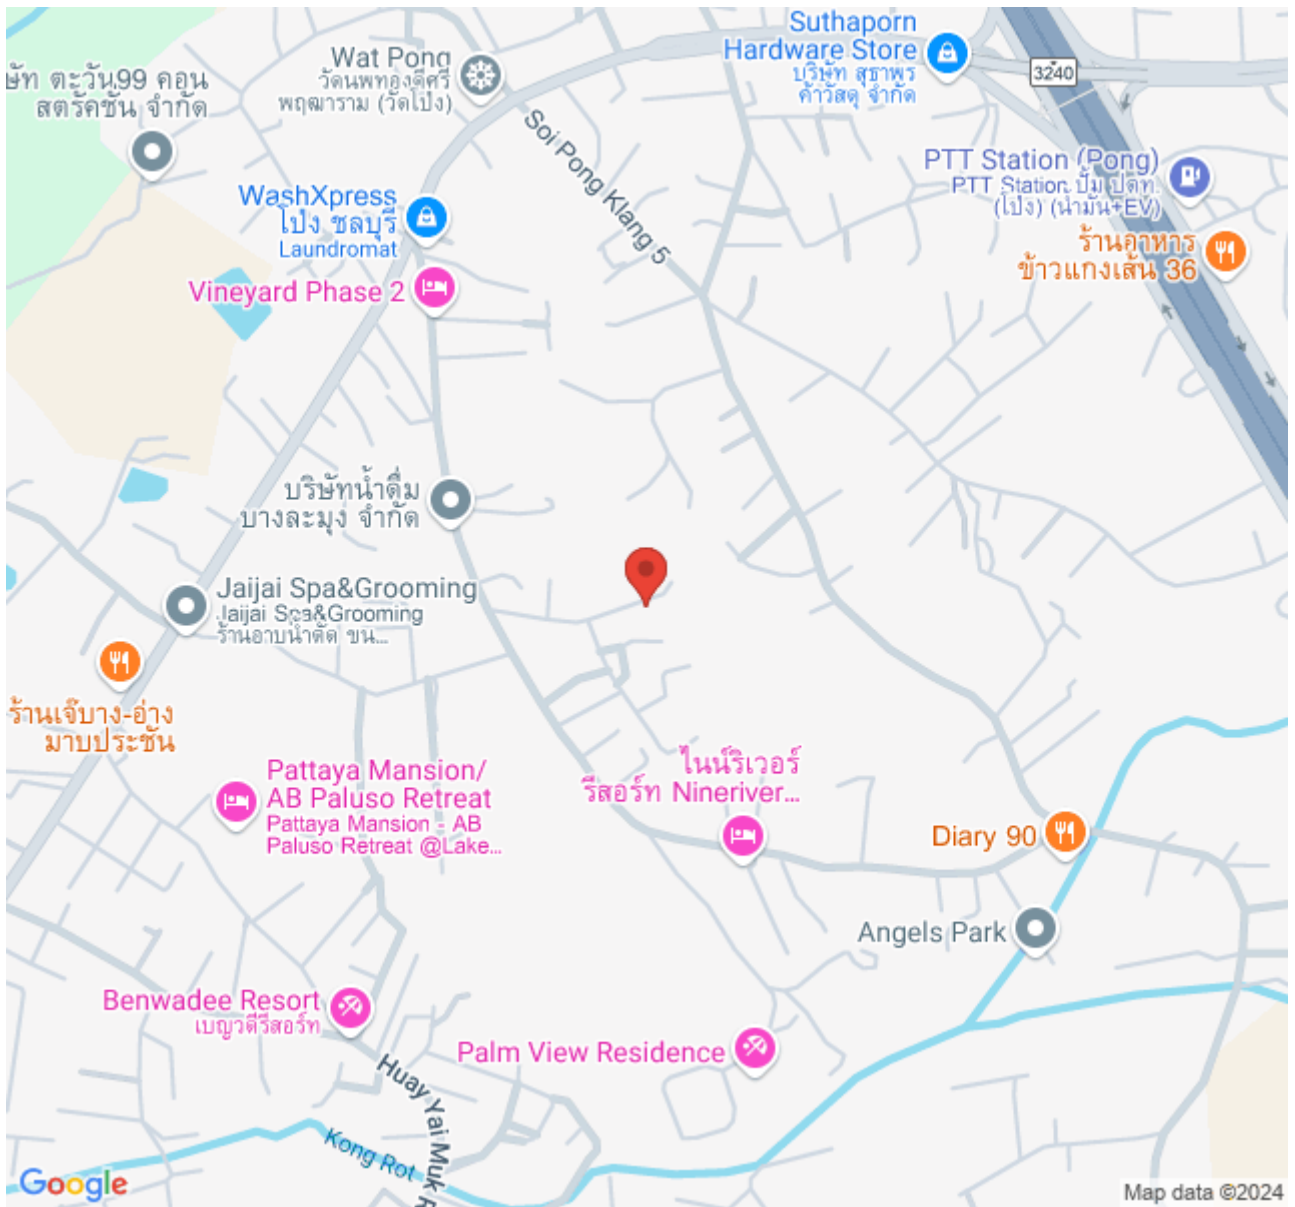 Suthaporn
Hardware Store
บริษัท สุธาพร
ค้าวัสดุ จำกัด
3240
Wat Pong
วัดนพทองดีศรี
พฤฒาราม (วัดโป่ง)
ษัท ตะวัน99 คอน
สตรัคชั่น จำกัด
Soi Pong Klang 5
PTT Station (Pong)
PTT Station ปั๊ม ปตท.
(โป่ง) (น้ำมัน+EV)
WashXpress
โป่ง ชลบุรี
Laundromat
ร้านอาหาร
ข้าวแกงเส้น 36
Vineyard Phase 2
บริษัทน้ำดื่ม
บางละมุง จำกัด
Jaijai Spa&Grooming
Jaijai Spa&Grooming
ร้านอาบน้ำตัด ขน...
ร้านเจ๊บาง-อ่าง
มาบประชัน
Pattaya Mansion/
AB Paluso Retreat
Pattaya Mansion - AB
Paluso Retreat @Lake...
ไนน์ริเวอร์
รีสอร์ท Nineriver...
Diary 90
Angels Park
Benwadee Resort
เบญวดีรีสอร์ท
Palm View Residence
Huay Yai Muk R
Kong Rot
Google
Map data ©2024